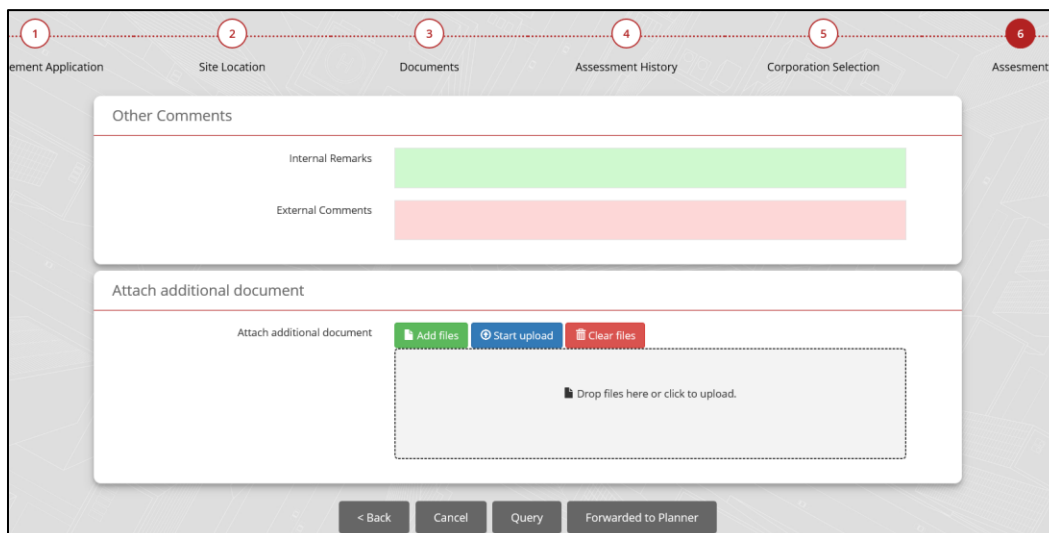 1 2 3 4 5 6
ement Application Site Location Documents Assessment History Corporation Selection Assesment
Other Comments
Internal Remarks
External Comments
Attach additional document
Attach additional document Add files Start upload Clear files
Drop files here or click to upload.
< Back Cancel Query Forwarded to Planner